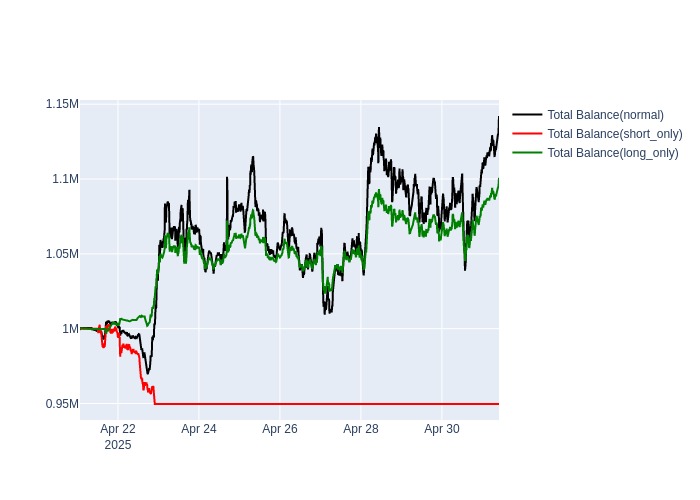 1.15M
1.1M
1.05M
1M
0.95M
Apr 22
2025
Apr 24
Apr 26
Apr 28
Apr 30
Total Balance(normal)
Total Balance(short_only)
Total Balance(long_only)